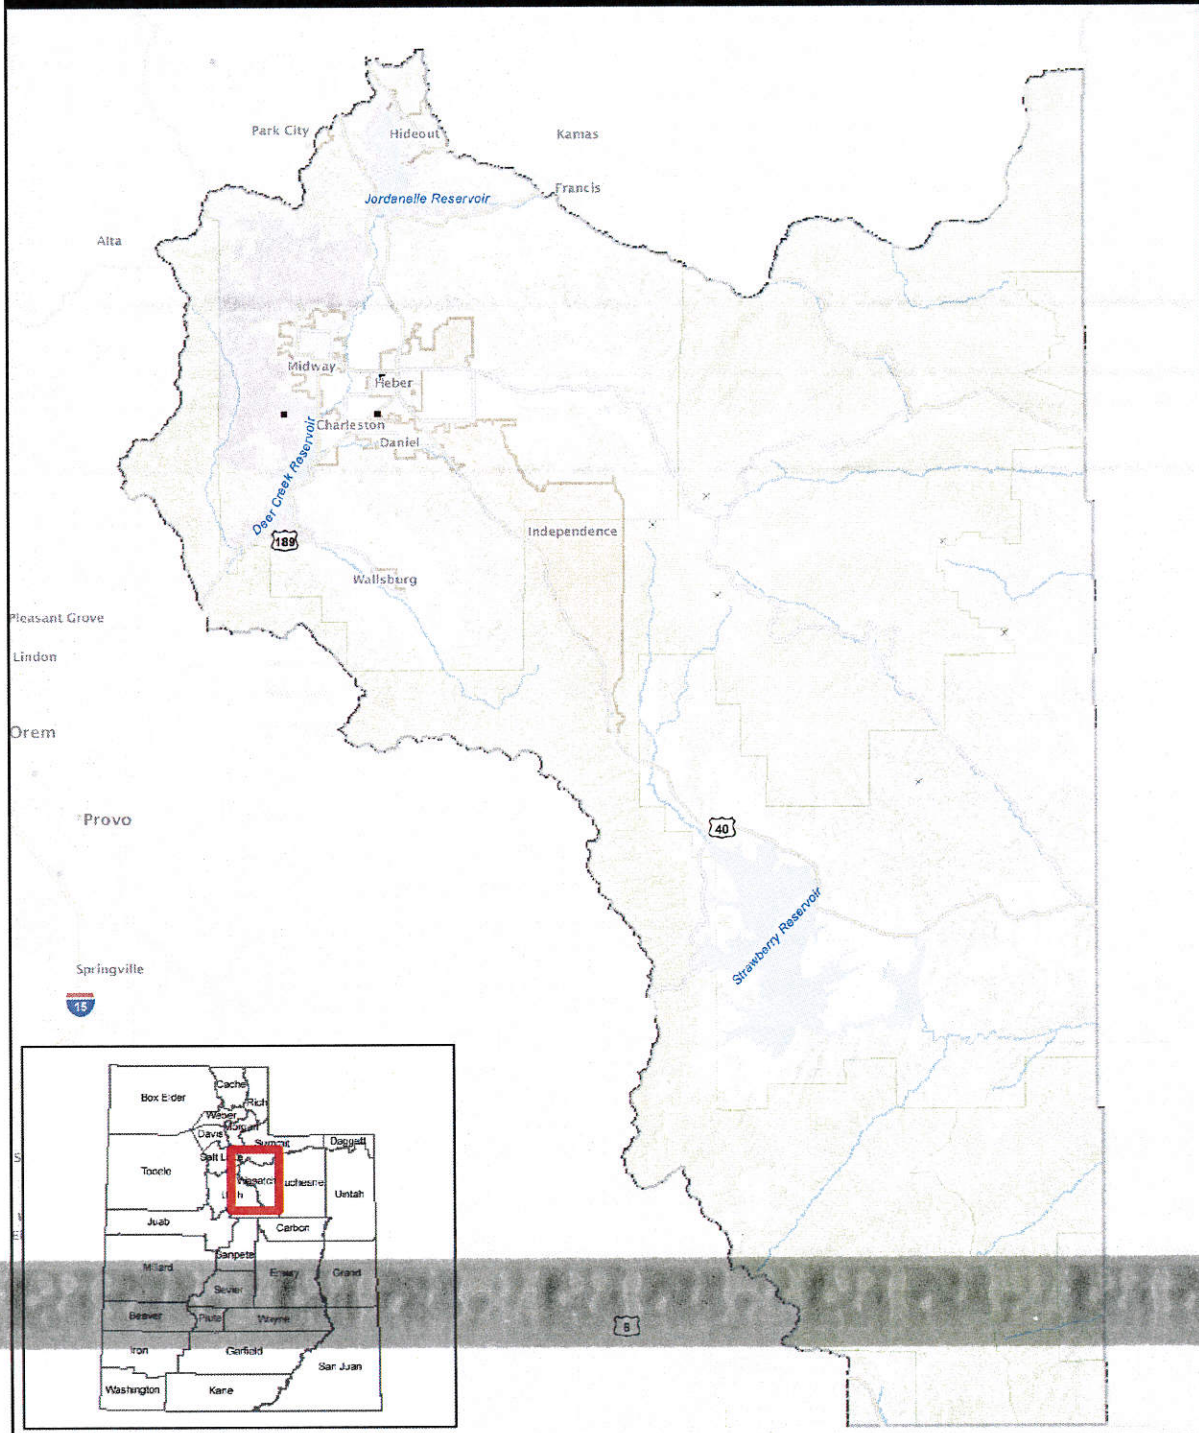 Park City
Hideout
Kamas
Francis
Jordanelle Reservoir
Alta
Midway
Heber
Charleston
Daniel
Deer Creek Reservoir
189
Independence
Wallsburg
Pleasant Grove
Lindon
Orem
Provo
40
Strawberry Reservoir
Springville
15
6
Box Elder
Cache
Rich
Weber
Morgan
Davis
Summit
Daggett
Salt Lake
Tooele
Wasatch
Duchesne
Utah
Uintah
Juab
Carbon
Sanpete
Millard
Emery
Grand
Sevier
Beaver
Piute
Wayne
Iron
Garfield
San Juan
Washington
Kane